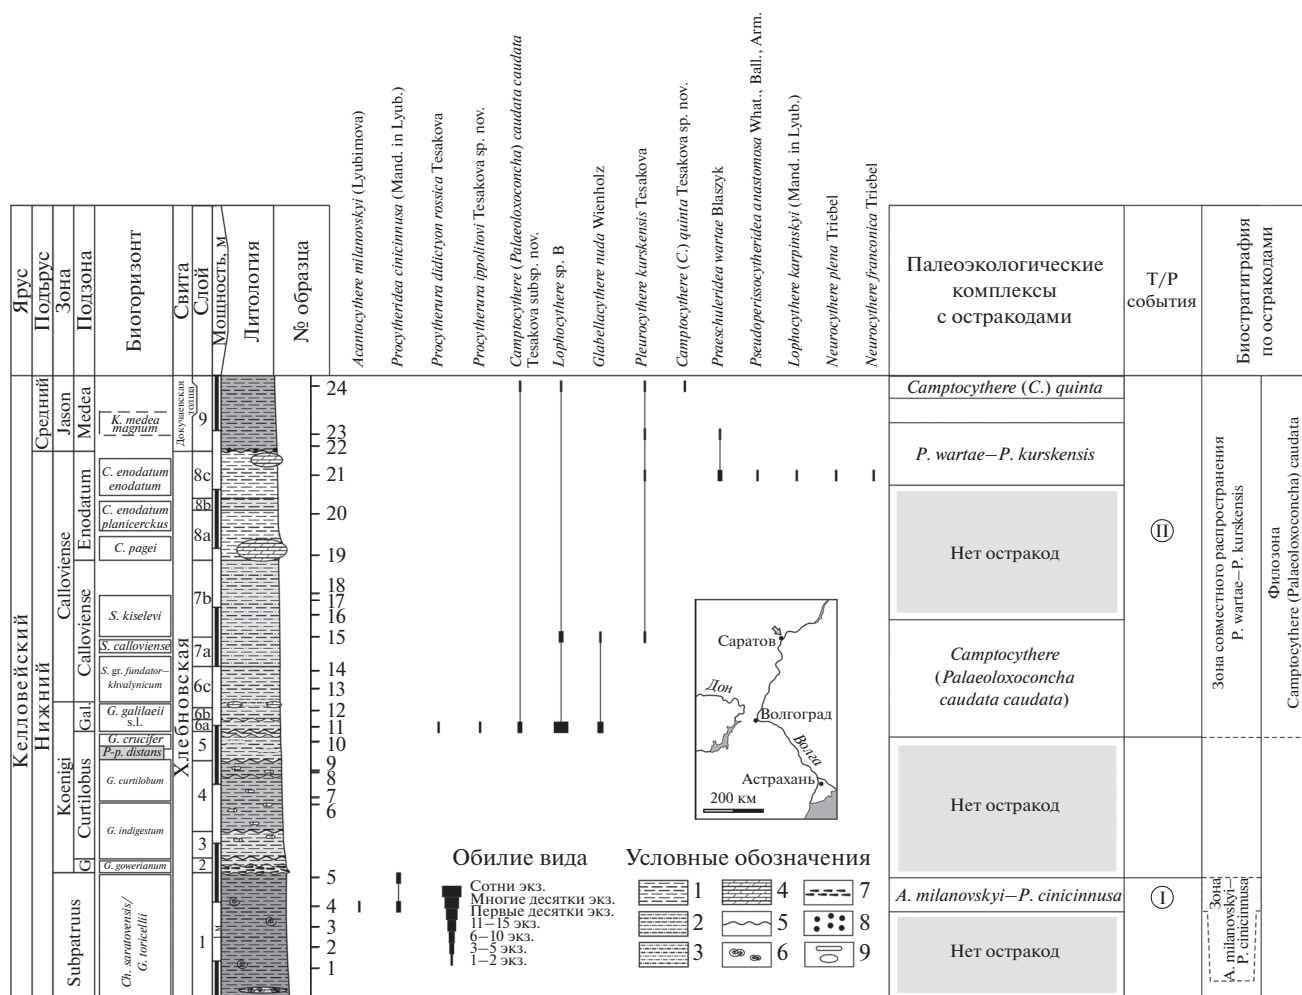 Ярус
Подъярус
Зона
Подзона
Биогоризонт
Свита
Слой
Мощность, м
Литология
№ образца
Acantocythere milanovskyi (Lyubimova)
Procytheridea cinicinnusa (Mand. in Lyub.)
Procytherura didictyon rossica Tesakova
Procytherura ippolitovi Tesakova sp. nov.
Camptocythere (Palaeoloxoconcha) caudata caudata
Tesakova subsp. nov.
Lophocythere sp. B
Glabellacythere nuda Wienholz
Pleurocythere kurskensis Tesakova
Camptocythere (C.) quinta Tesakova sp. nov.
Praeschuleridea wartae Blaszyk
Pseudoperissocytheridea anastomosa What., Ball., Arm.
Lophocythere karpinskyi (Mand. in Lyub.)
Neurocythere plena Triebel
Neurocythere franconica Triebel
Палеоэкологические
комплексы
с остракодами
Т/Р
события
Биостратиграфия
по остракодами
Келловейский
Средний
Нижний
Jason
Calloviense
Koenigi
Subpatruus
Medea
Enodatum
Calloviense
Gal.
Curtilobus
G
K. medea
magnum
C. enodatum
enodatum
C. enodatum
planicerckus
C. pagei
S. kiselevi
S. calloviense
S. gr. fundator–
khvalynicum
G. galilaeii
s.l.
G. crucifer
P-p. distans
G. curtilobum
G. indigestum
G. gowerianum
Ch. saratovensis/
G. toricellii
Докучаевская
толща
Хлебновская
9
8c
8b
8a
7b
7a
6c
6b
6a
5
4
3
2
1
24
23
22
21
20
19
18
17
16
15
14
13
12
11
10
9
8
7
6
5
4
3
2
1
Camptocythere (C.) quinta
P. wartae–P. kurskensis
Нет остракод
Camptocythere
(Palaeoloxoconcha
caudata caudata)
Нет остракод
A. milanovskyi–P. cinicinnusa
Нет остракод
II
I
Зона совместного распространения
P. wartae–P. kurskensis
Филозона
Camptocythere (Palaeoloxoconcha) caudata
Зона
A. milanovskyi–
P. cinicinnusa
Саратов
Дон
Волгоград
Волга
Астрахань
200 км
Обилие вида
Сотни экз.
Многие десятки экз.
Первые десятки экз.
11–15 экз.
6–10 экз.
3–5 экз.
1–2 экз.
Условные обозначения
1 4 7
2 5 8
3 6 9